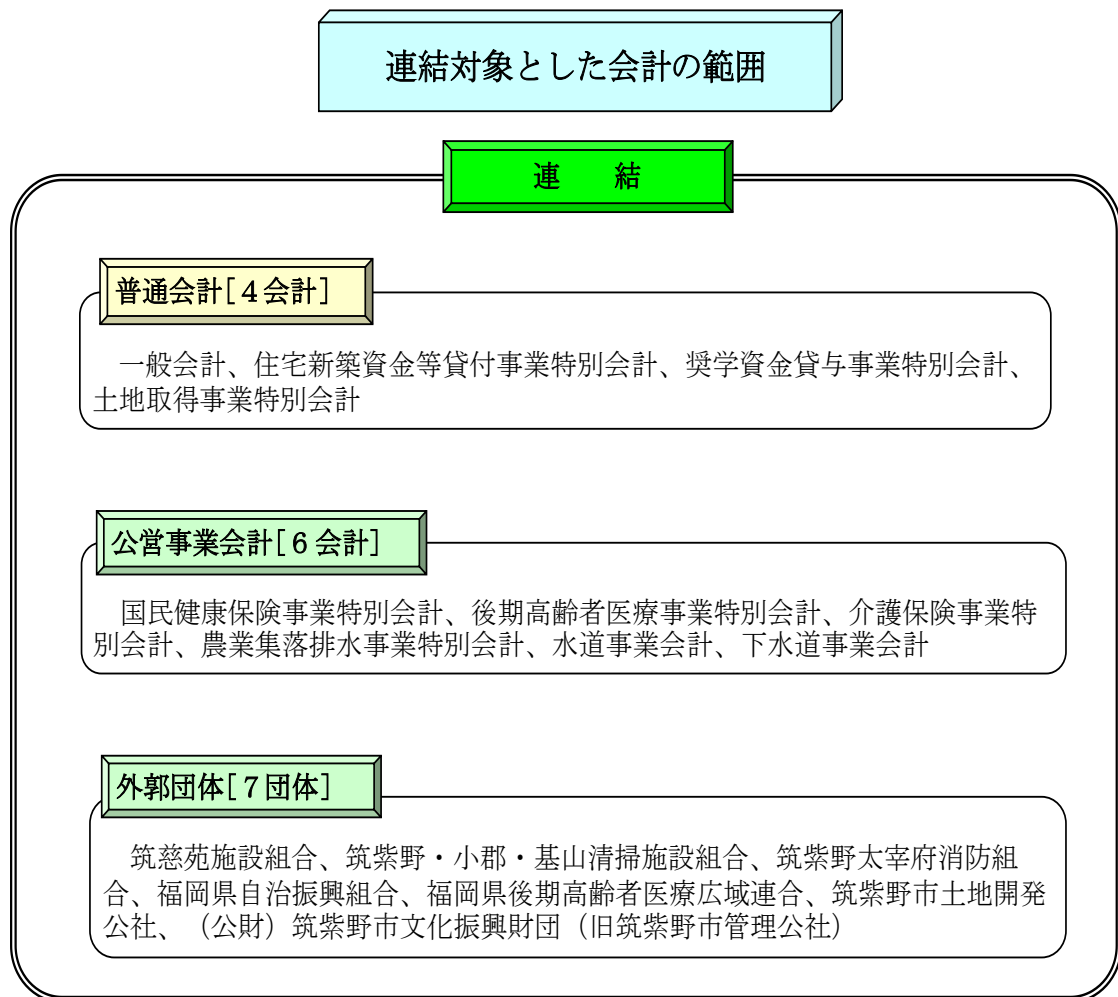 連結対象とした会計の範囲
連　結
普通会計[４会計]
一般会計、住宅新築資金等貸付事業特別会計、奨学資金貸与事業特別会計、
土地取得事業特別会計
公営事業会計[６会計]
国民健康保険事業特別会計、後期高齢者医療事業特別会計、介護保険事業特
別会計、農業集落排水事業特別会計、水道事業会計、下水道事業会計
外郭団体[７団体]
筑慈苑施設組合、筑紫野・小郡・基山清掃施設組合、筑紫野太宰府消防組
合、福岡県自治振興組合、福岡県後期高齢者医療広域連合、筑紫野市土地開発
公社、（公財）筑紫野市文化振興財団（旧筑紫野市管理公社）